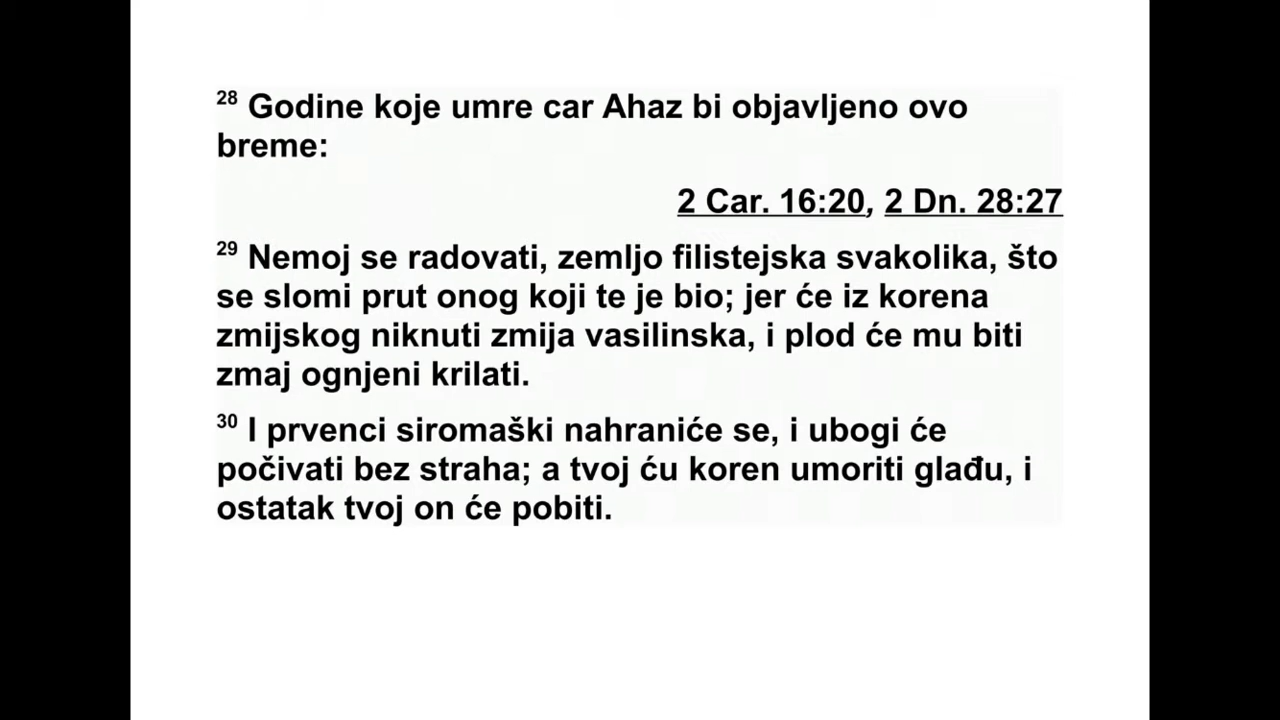 28 Godine koje umre car Ahaz bi objavljeno ovo
breme:
2 Car. 16:20, 2 Dn. 28:27
29 Nemoj se radovati, zemljo filistejska svakolika, što
se slomi prut onog koji te je bio; jer će iz korena
zmijskog niknuti zmija vasilinska, i plod će mu biti
zmaj ognjeni krilati.
30 I prvenci siromaški nahraniće se, i ubogi će
počivati bez straha; a tvoj ću koren umoriti glađu, i
ostatak tvoj on će pobiti.